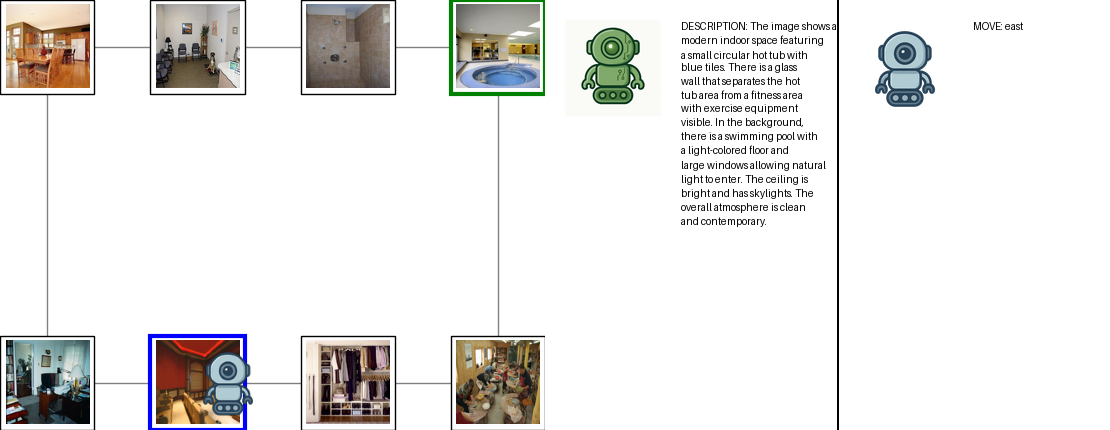 DESCRIPTION: The image shows a
modern indoor space featuring
a small circular hot tub with
blue tiles. There is a glass
wall that separates the hot
tub area from a fitness area
with exercise equipment
visible. In the background,
there is a swimming pool with
a light-colored floor and
large windows allowing natural
light to enter. The ceiling is
bright and has skylights. The
overall atmosphere is clean
and contemporary.
MOVE: east